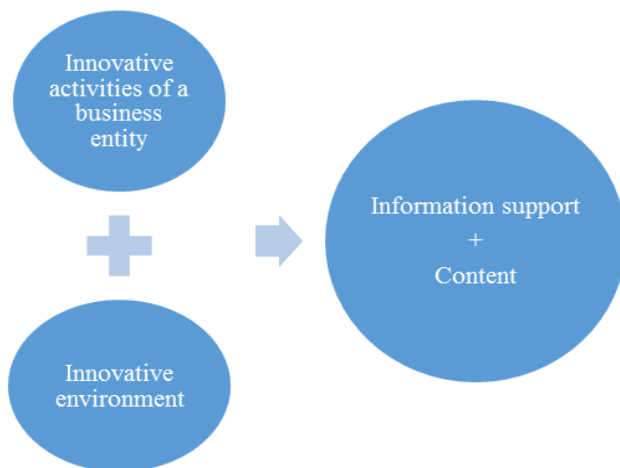 Innovative
activities of a
business
entity
Innovative
environment
Information support
+
Content